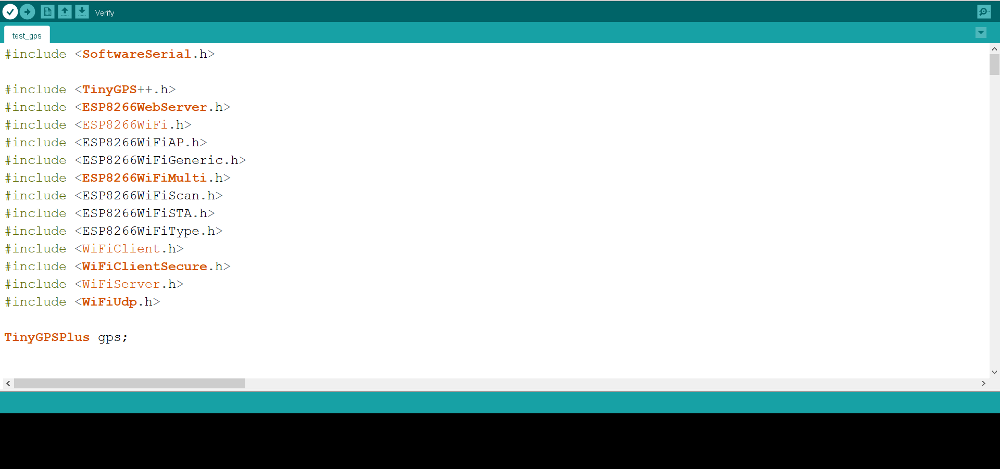 Verify
test_gps
#include <SoftwareSerial.h>
#include <TinyGPS++.h>
#include <ESP8266WebServer.h>
#include <ESP8266WiFi.h>
#include <ESP8266WiFiAP.h>
#include <ESP8266WiFiGeneric.h>
#include <ESP8266WiFiMulti.h>
#include <ESP8266WiFiScan.h>
#include <ESP8266WiFiSTA.h>
#include <ESP8266WiFiType.h>
#include <WiFiClient.h>
#include <WiFiClientSecure.h>
#include <WiFiServer.h>
#include <WiFiUdp.h>
TinyGPSPlus gps;